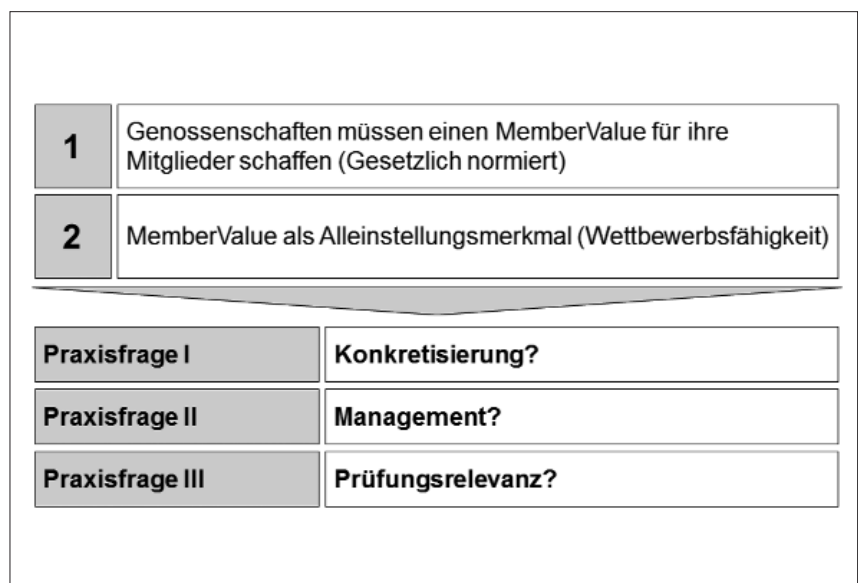 1
Genossenschaften müssen einen MemberValue für ihre
Mitglieder schaffen (Gesetzlich normiert)
2
MemberValue als Alleinstellungsmerkmal (Wettbewerbsfähigkeit)
Praxisfrage I
Konkretisierung?
Praxisfrage II
Management?
Praxisfrage III
Prüfungsrelevanz?